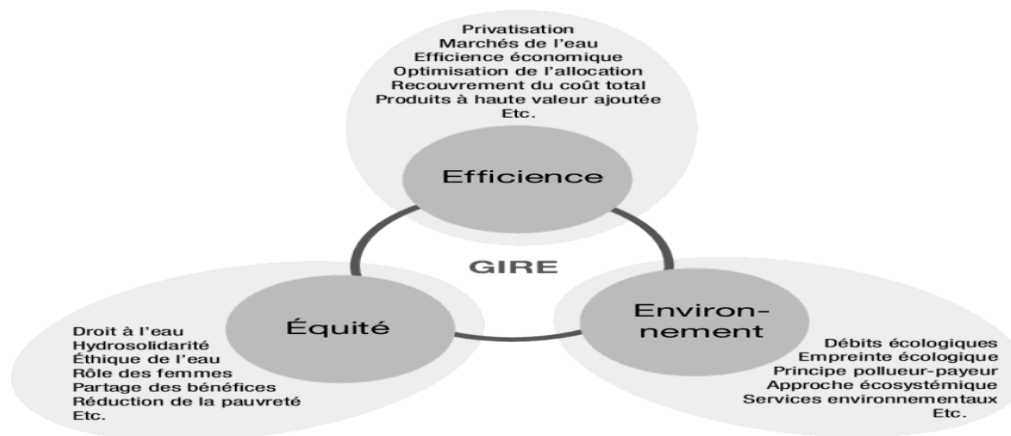 Privatisation
Marchés de l'eau
Efficience économique
Optimisation de l'allocation
Recouvrement du coût total
Produits à haute valeur ajoutée
Etc.
Efficience
GIRE
Équité
Droit à l'eau
Hydrosolidarité
Éthique de l'eau
Rôle des femmes
Partage des bénéfices
Réduction de la pauvreté
Etc.
Environ-
nement
Débits écologiques
Empreinte écologique
Principe pollueur-payeur
Approche écosystémique
Services environnementaux
Etc.